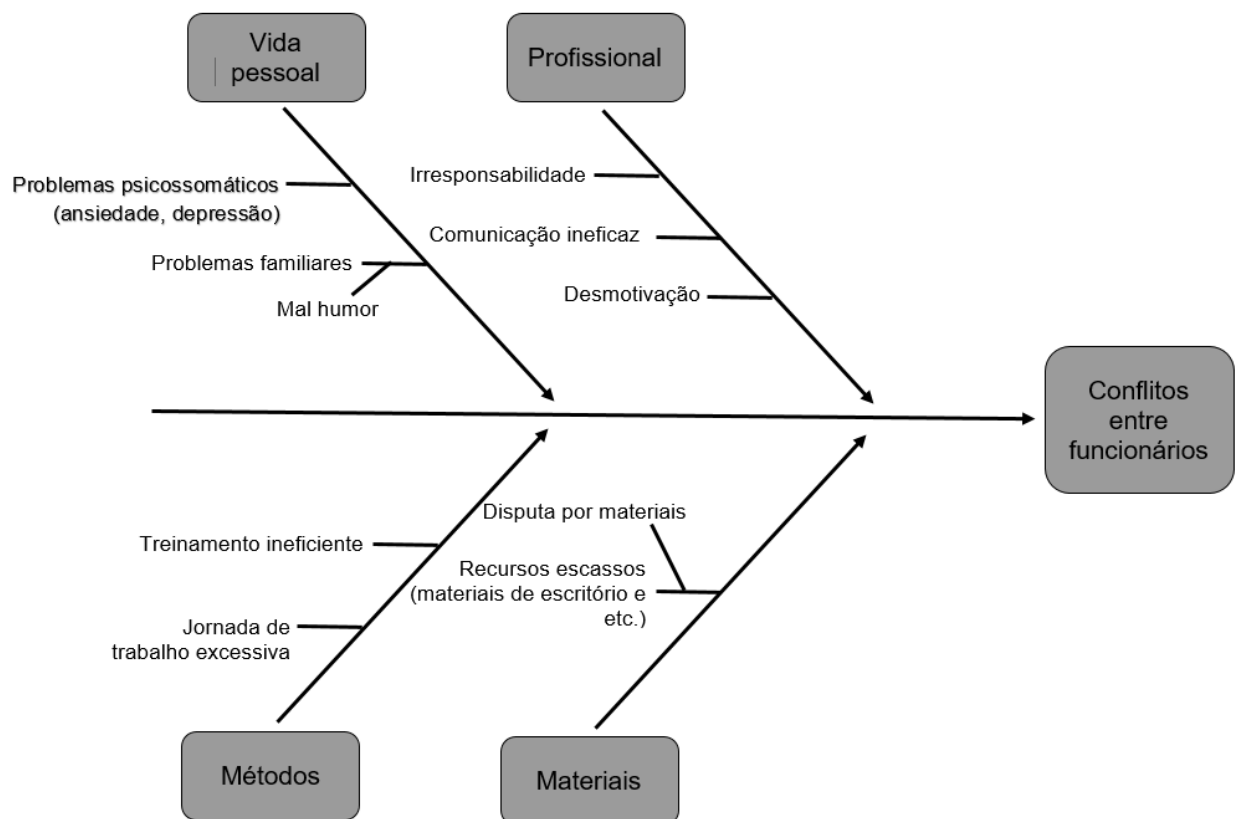 Vida
pessoal
Profissional
Problemas psicossomáticos
(ansiedade, depressão)
Problemas familiares
Mal humor
Irresponsabilidade
Comunicação ineficaz
Desmotivação
Conflitos
entre
funcionários
Treinamento ineficiente
Jornada de
trabalho excessiva
Disputa por materiais
Recursos escassos
(materiais de escritório e
etc.)
Métodos
Materiais